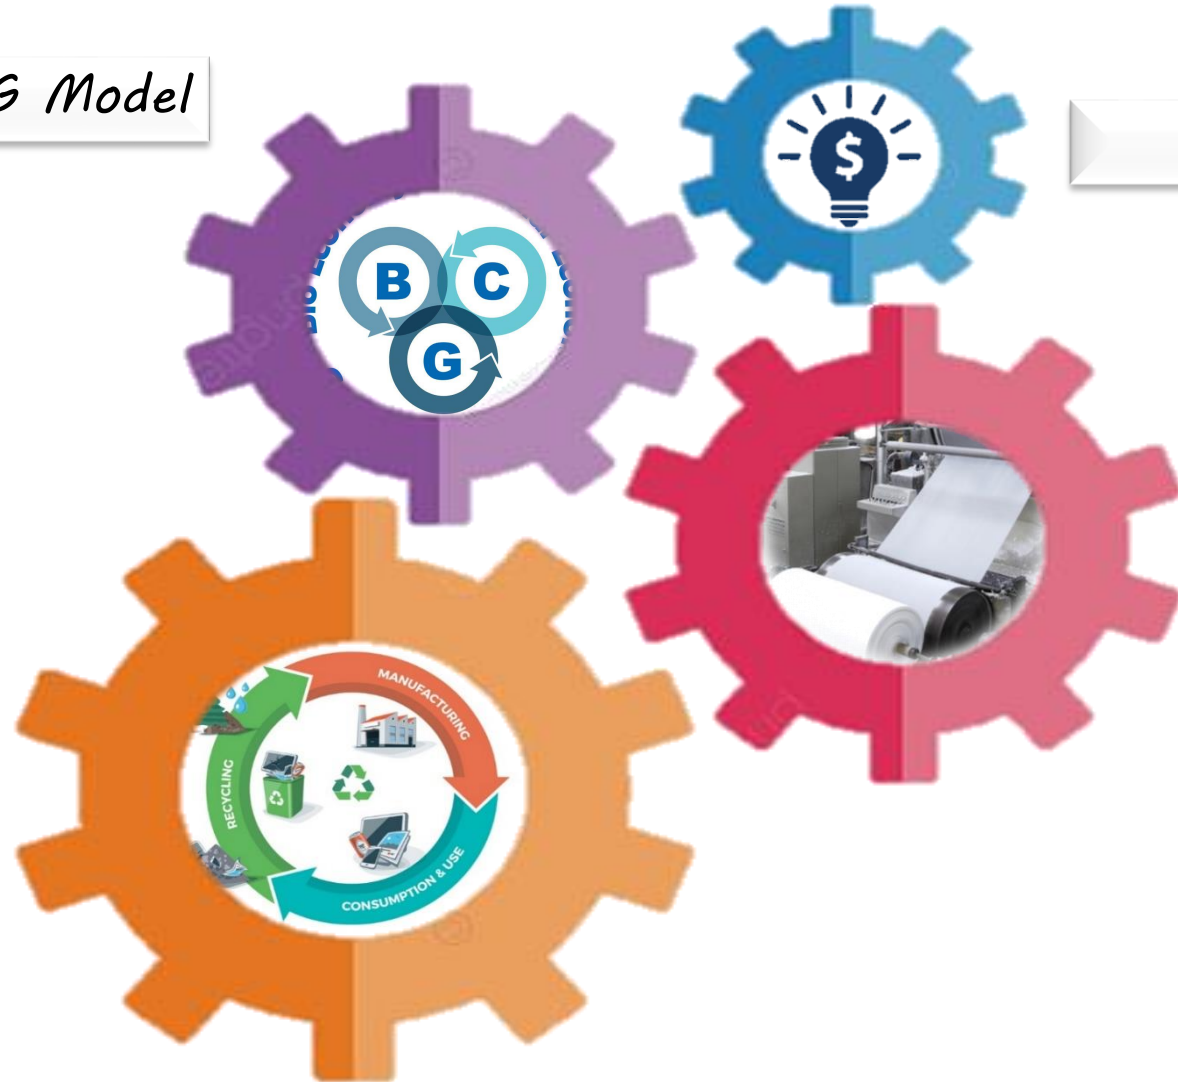 G Model
$
B C
G
MANUFACTURING
RECYCLING
CONSUMPTION & USE